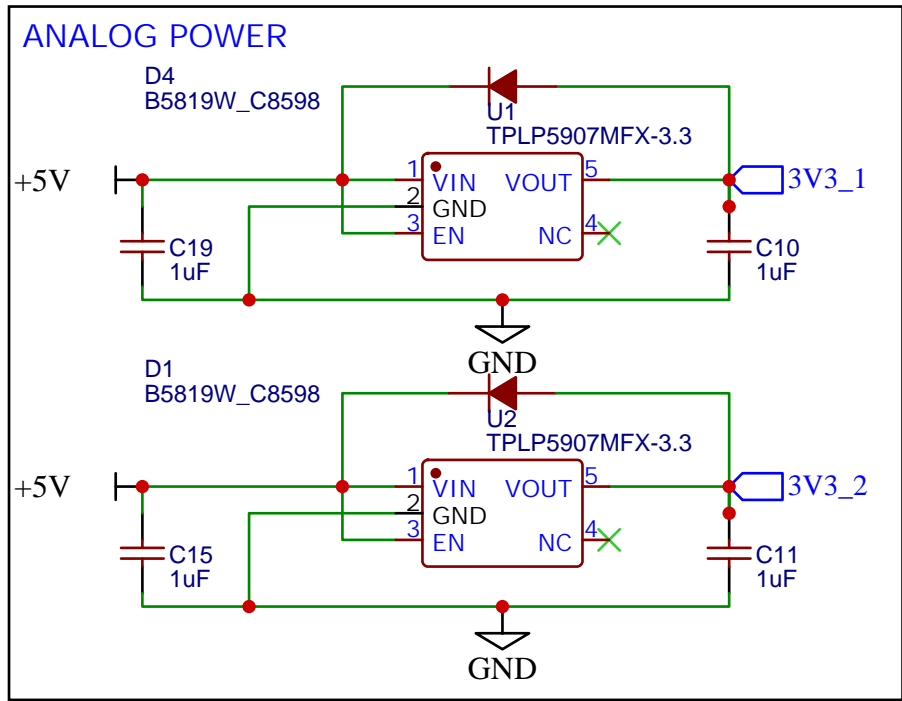 ANALOG POWER
D4
B5819W_C8598
U1
TPLP5907MFX-3.3
+5V
1
VIN
VOUT
5
3V3_1
2
GND
3
EN
NC
4
C19
1uF
C10
1uF
GND
D1
B5819W_C8598
U2
TPLP5907MFX-3.3
+5V
1
VIN
VOUT
5
3V3_2
2
GND
3
EN
NC
4
C15
1uF
C11
1uF
GND